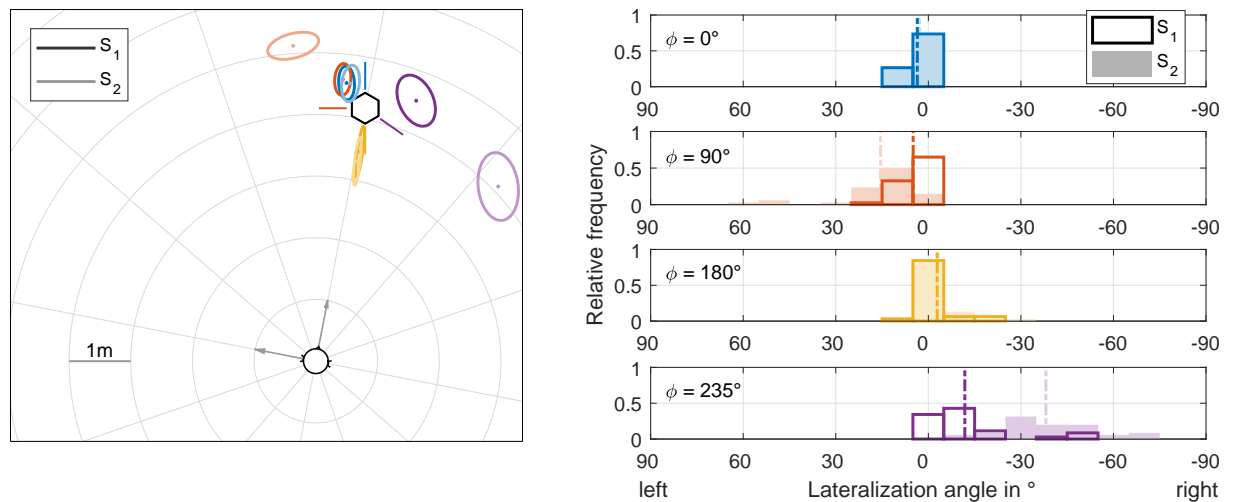 S1
S2
1m
Relative frequency
ϕ = 0°
S1
S2
1
0.5
0
90 60 30 0 -30 -60 -90
ϕ = 90°
1
0.5
0
90 60 30 0 -30 -60 -90
ϕ = 180°
1
0.5
0
90 60 30 0 -30 -60 -90
ϕ = 235°
1
0.5
0
90 60 30 0 -30 -60 -90
left Lateralization angle in ° right